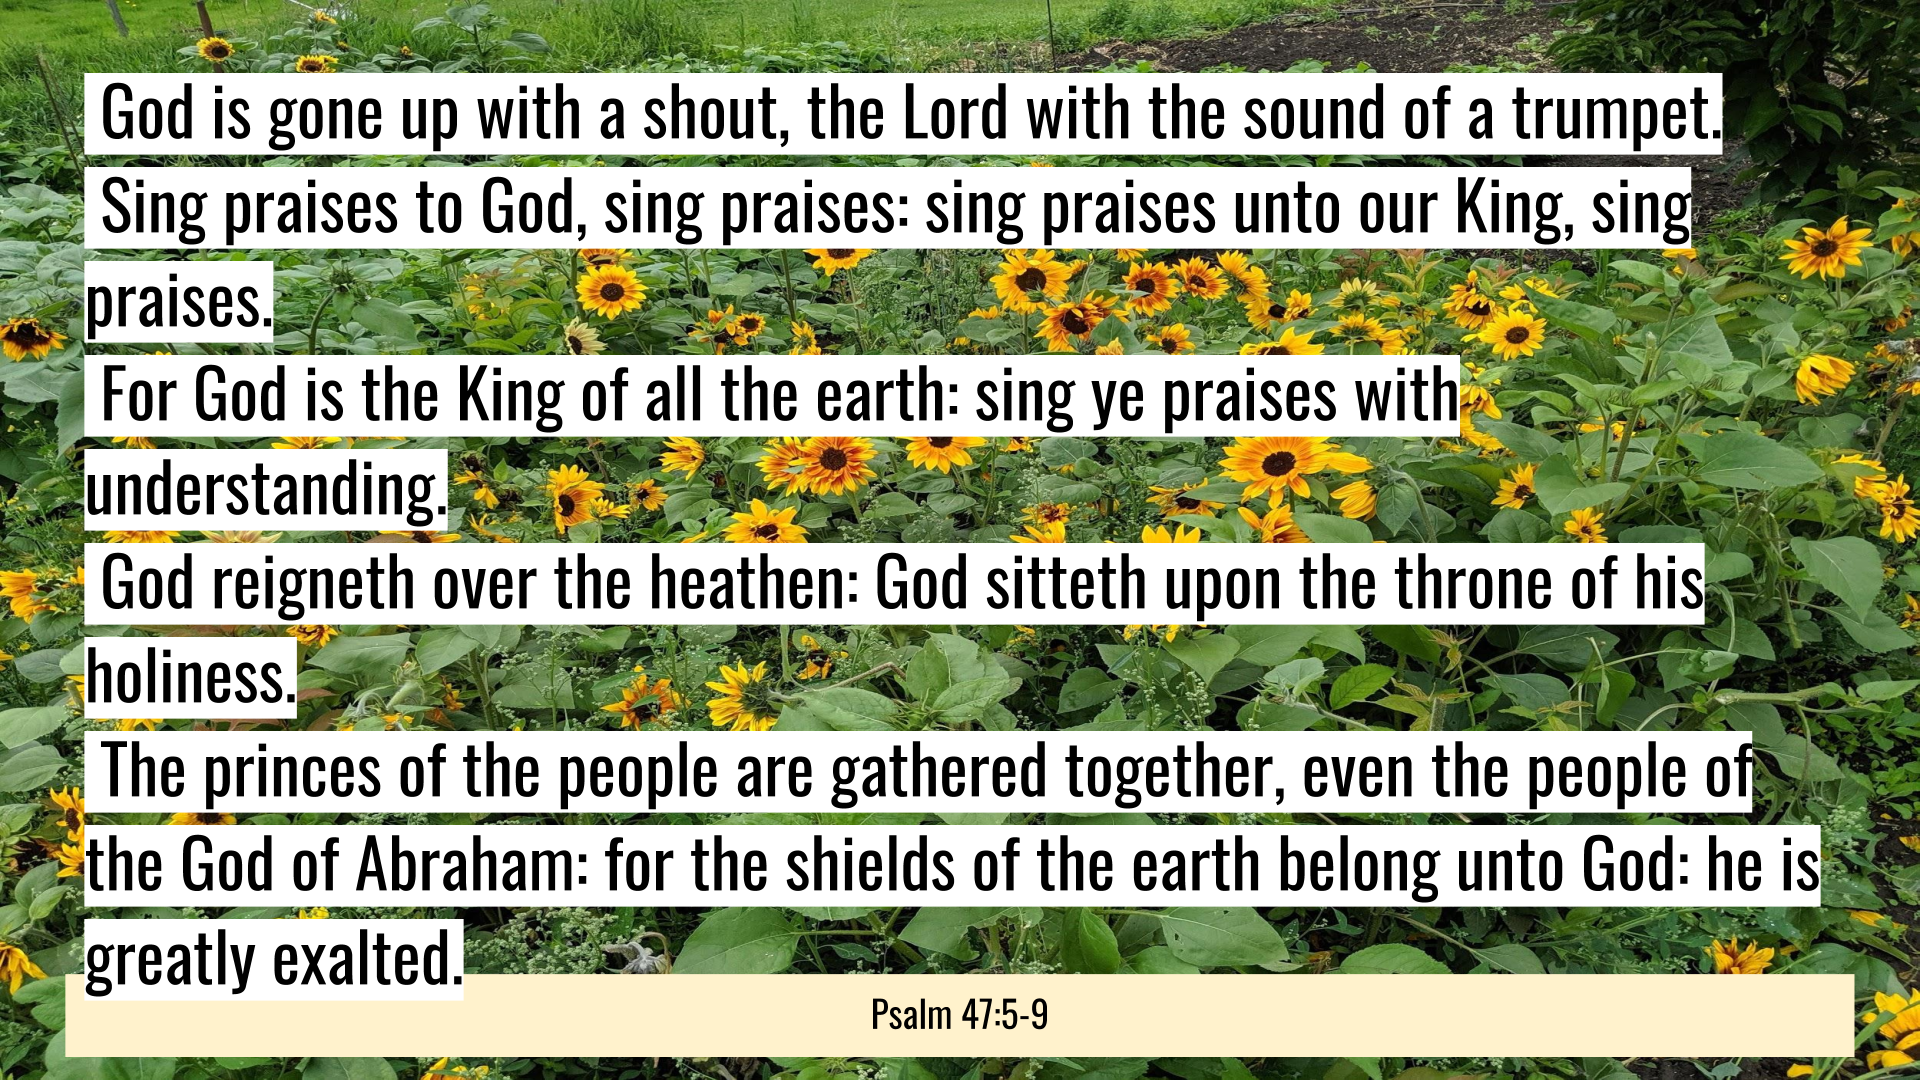 God is gone up with a shout, the Lord with the sound of a trumpet.
Sing praises to God, sing praises: sing praises unto our King, sing
praises.
For God is the King of all the earth: sing ye praises with
understanding.
God reigneth over the heathen: God sitteth upon the throne of his
holiness.
The princes of the people are gathered together, even the people of
the God of Abraham: for the shields of the earth belong unto God: he is
greatly exalted.
Psalm 47:5-9